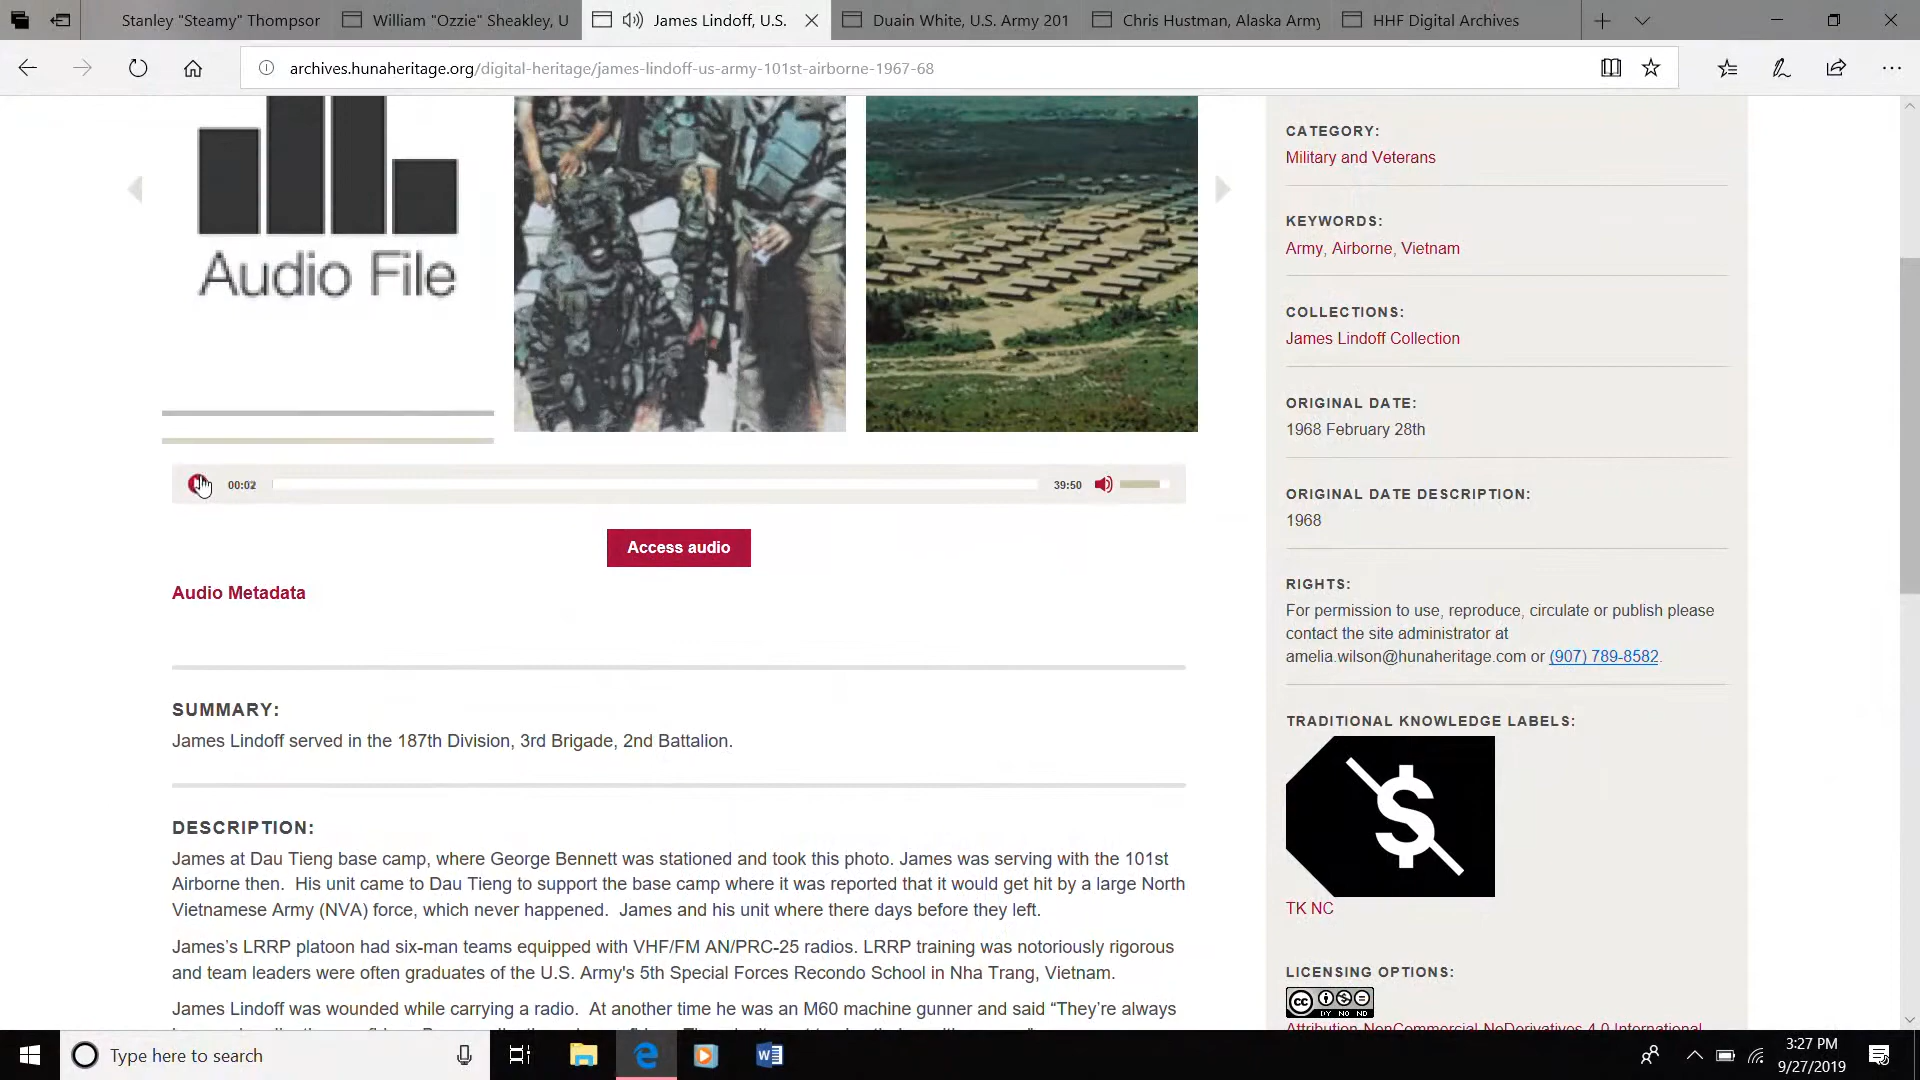 Stanley "Steamy" Thompsor
William "Ozzie" Sheakley, U
James Lindoff, U.S.
Duain White, U.S. Army 201
Chris Hustman, Alaska Army
HHF Digital Archives
archives.hunaheritage.org/digital-heritage/james-lindoff-us-army-101st-airborne-1967-68
Audio File
00:02
39:50
Access audio
Audio Metadata
SUMMARY:
James Lindoff served in the 187th Division, 3rd Brigade, 2nd Battalion.
DESCRIPTION:
James at Dau Tieng base camp, where George Bennett was stationed and took this photo. James was serving with the 101st
Airborne then.  His unit came to Dau Tieng to support the base camp where it was reported that it would get hit by a large North
Vietnamese Army (NVA) force, which never happened.  James and his unit where there days before they left.
James's LRRP platoon had six-man teams equipped with VHF/FM AN/PRC-25 radios. LRRP training was notoriously rigorous
and team leaders were often graduates of the U.S. Army's 5th Special Forces Recondo School in Nha Trang, Vietnam.
James Lindoff was wounded while carrying a radio.  At another time he was an M60 machine gunner and said “They're always
CATEGORY:
Military and Veterans
KEYWORDS:
Army, Airborne, Vietnam
COLLECTIONS:
James Lindoff Collection
ORIGINAL DATE:
1968 February 28th
ORIGINAL DATE DESCRIPTION:
1968
RIGHTS:
For permission to use, reproduce, circulate or publish please
contact the site administrator at
amelia.wilson@hunaheritage.com or (907) 789-8582.
TRADITIONAL KNOWLEDGE LABELS:
$
TK NC
LICENSING OPTIONS:
cc
BY NC ND
Attribution-NonCommercial-NoDerivatives 4.0 International
Type here to search
3:27 PM
9/27/2019